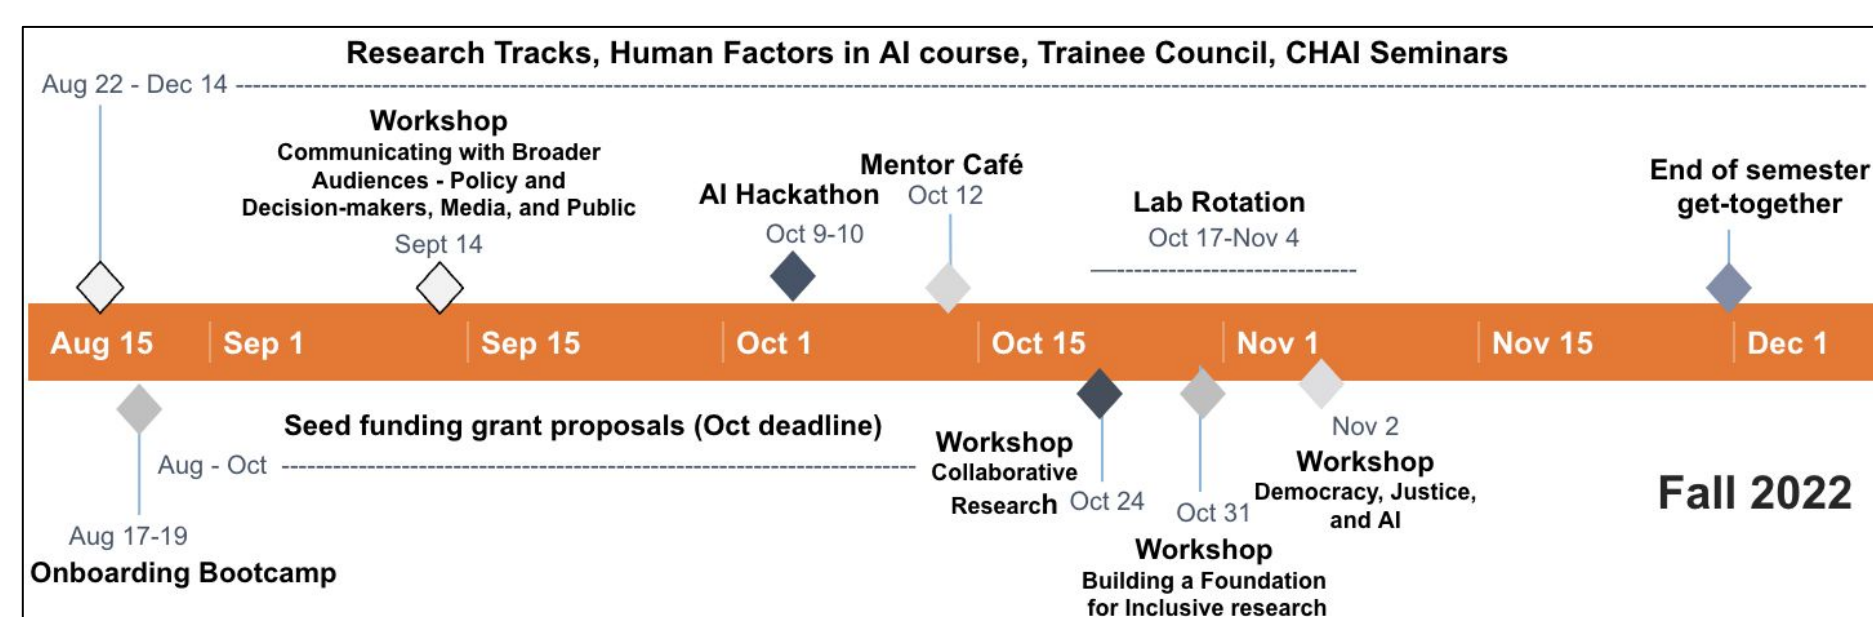 Research Tracks, Human Factors in AI course, Trainee Council, CHAI Seminars
Aug 22 - Dec 14
Workshop
Communicating with Broader
Audiences - Policy and
Decision-makers, Media, and Public
Sept 14
AI Hackathon
Oct 9-10
Mentor Café
Oct 12
Lab Rotation
Oct 17-Nov 4
End of semester
get-together
Aug 15
Sep 1
Sep 15
Oct 1
Oct 15
Nov 1
Nov 15
Dec 1
Aug 17-19
Onboarding Bootcamp
Seed funding grant proposals (Oct deadline)
Aug - Oct
Workshop
Collaborative
Research
Oct 24
Oct 31
Workshop
Building a Foundation
for Inclusive research
Nov 2
Workshop
Democracy, Justice,
and AI
Fall 2022